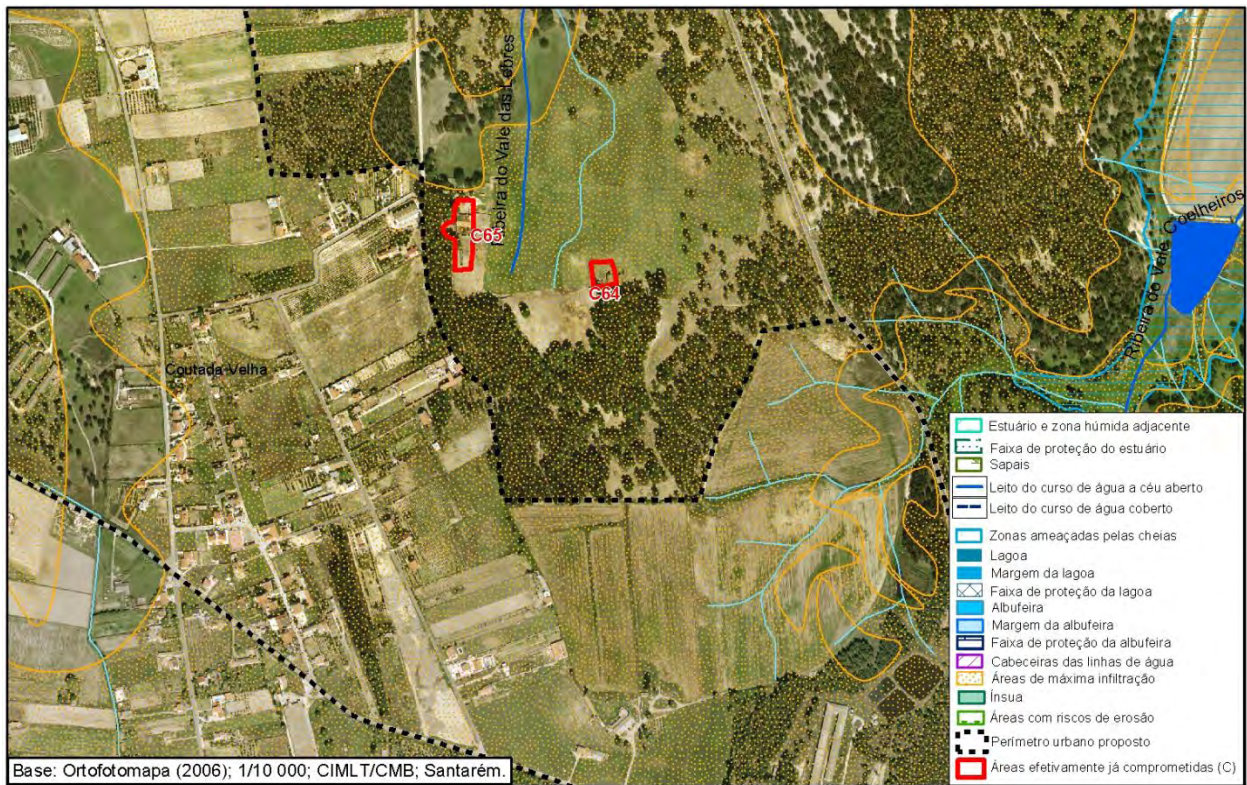 Ribeira do Vale das Lebres
C65
C64
Ribeira do Vale Coelheiros
Coutada Velha
Estuário e zona húmida adjacente
Faixa de proteção do estuário
Sapais
Leito do curso de água a céu aberto
Leito do curso de água coberto
Zonas ameaçadas pelas cheias
Lagoa
Margem da lagoa
Faixa de proteção da lagoa
Albufeira
Margem da albufeira
Faixa de proteção da albufeira
Cabeceiras das linhas de água
Áreas de máxima infiltração
Ínsua
Áreas com riscos de erosão
Perímetro urbano proposto
Áreas efetivamente já comprometidas (C)
Base: Ortofotomapa (2006); 1/10 000; CIMLT/CMB; Santarém.